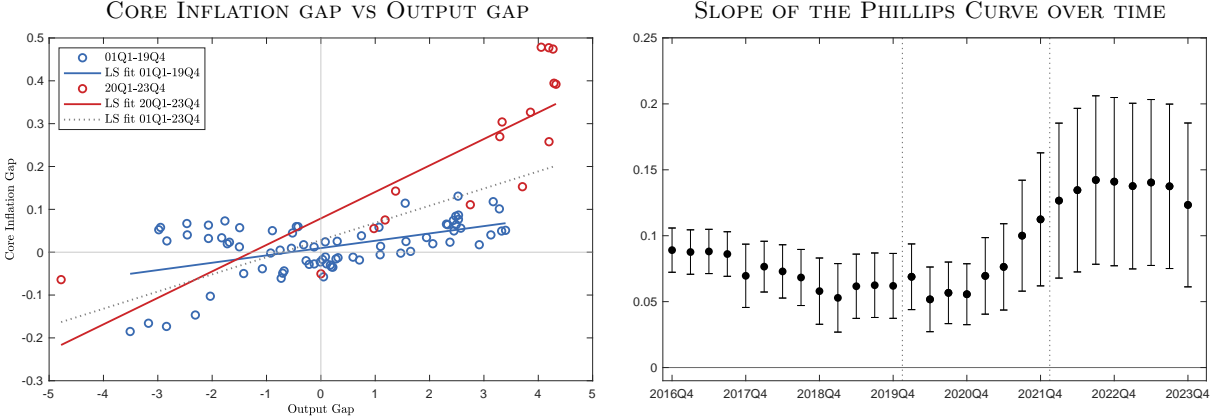 CORE INFLATION GAP VS OUTPUT GAP
0.5
0.4
0.3
0.2
0.1
0
-0.1
-0.2
-0.3
Core Inflation Gap
01Q1-19Q4
LS fit 01Q1-19Q4
20Q1-23Q4
LS fit 20Q1-23Q4
LS fit 01Q1-23Q4
-5 -4 -3 -2 -1 0 1 2 3 4 5
Output Gap
SLOPE OF THE PHILLIPS CURVE OVER TIME
0.25
0.2
0.15
0.1
0.05
0
2016Q4 2017Q4 2018Q4 2019Q4 2020Q4 2021Q4 2022Q4 2023Q4